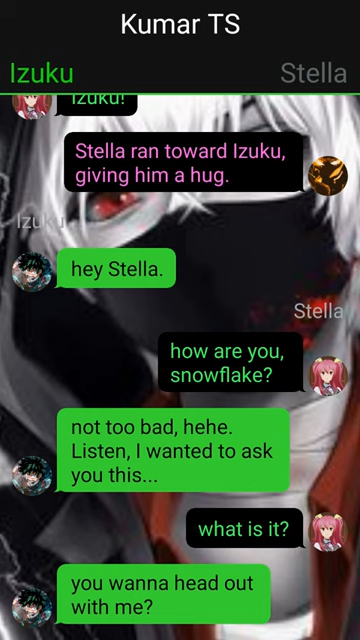 Kumar TS
Izuku
Stella
Izuku!
Stella ran toward Izuku,
giving him a hug.
Izuku
hey Stella.
Stella
how are you,
snowflake?
not too bad, hehe.
Listen, I wanted to ask
you this...
what is it?
you wanna head out
with me?